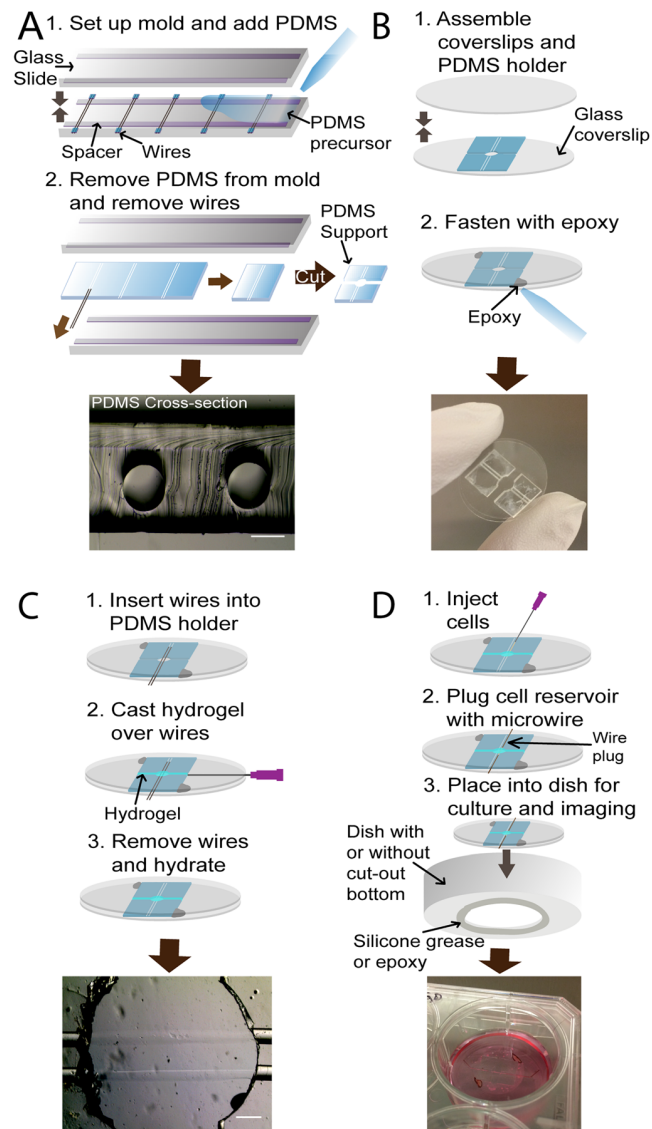 A
1. Set up mold and add PDMS
Glass
Slide
Spacer
Wires
PDMS
precursor
2. Remove PDMS from mold
and remove wires
PDMS
Support
Cut
PDMS Cross-section
B
1. Assemble
coverslips and
PDMS holder
Glass
coverslip
2. Fasten with epoxy
Epoxy
C
1. Insert wires into
PDMS holder
2. Cast hydrogel
over wires
Hydrogel
3. Remove wires
and hydrate
D
1. Inject
cells
2. Plug cell reservoir
with microwire
Wire
plug
3. Place into dish for
culture and imaging
Dish with
or without
cut-out
bottom
Silicone grease
or epoxy